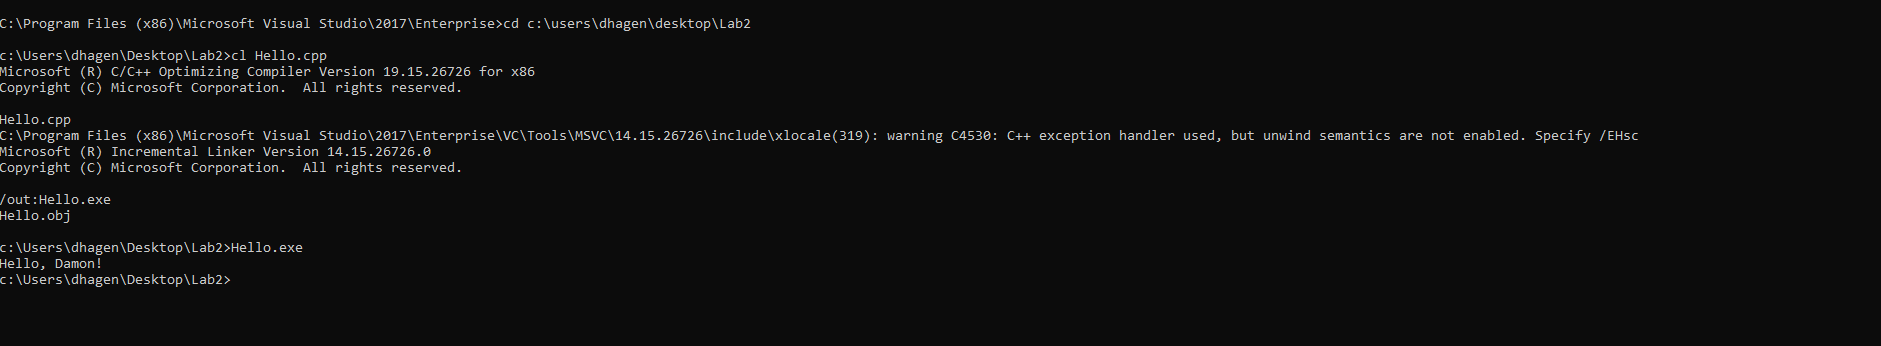 C:\Program Files (x86)\Microsoft Visual Studio\2017\Enterprise>cd c:\users\dhagen\desktop\Lab2
c:\Users\dhagen\Desktop\Lab2>cl Hello.cpp
Microsoft (R) C/C++ Optimizing Compiler Version 19.15.26726 for x86
Copyright (C) Microsoft Corporation.  All rights reserved.
Hello.cpp
C:\Program Files (x86)\Microsoft Visual Studio\2017\Enterprise\VC\Tools\MSVC\14.15.26726\include\xlocale(319): warning C4530: C++ exception handler used, but unwind semantics are not enabled. Specify /EHsc
Microsoft (R) Incremental Linker Version 14.15.26726.0
Copyright (C) Microsoft Corporation.  All rights reserved.
/out:Hello.exe
Hello.obj
c:\Users\dhagen\Desktop\Lab2>Hello.exe
Hello, Damon!
c:\Users\dhagen\Desktop\Lab2>